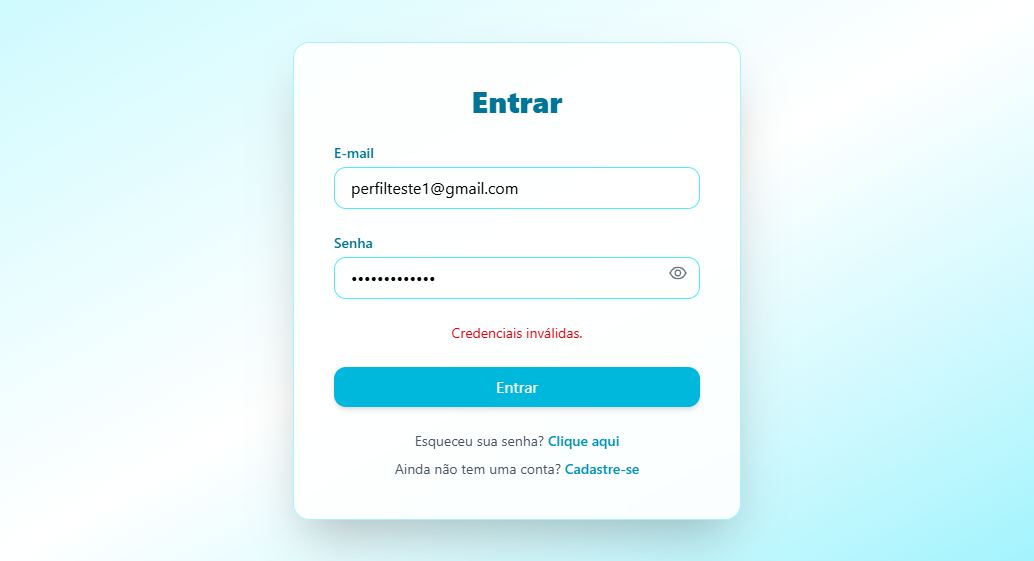 Entrar
E-mail
perfilteste1@gmail.com
Senha
•••••••••••••
Credenciais inválidas.
Entrar
Esqueceu sua senha? Clique aqui
Ainda não tem uma conta? Cadastre-se